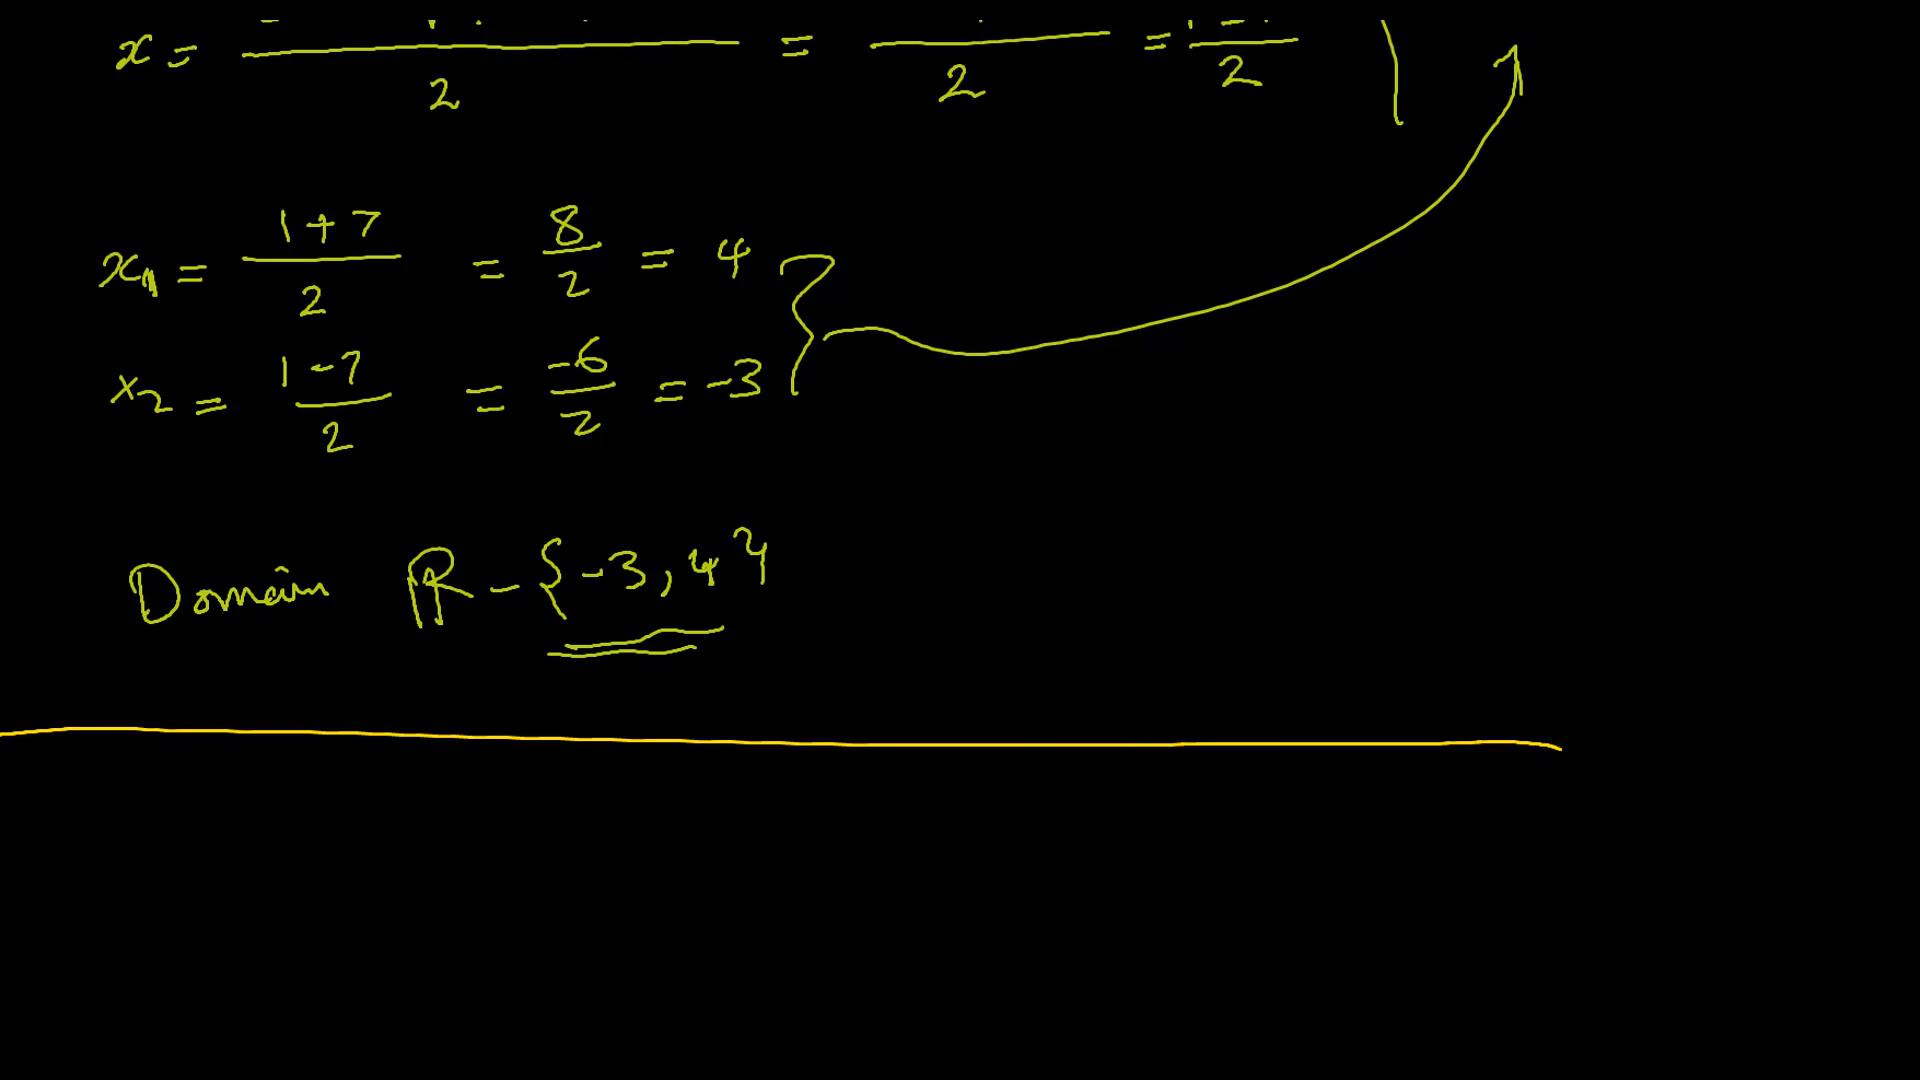 x = 2 = 2 = 2
x1 = 1+7 / 2 = 8 / 2 = 4
x2 = 1-7 / 2 = -6 / 2 = -3
Domain ℝ - {-3, 4}